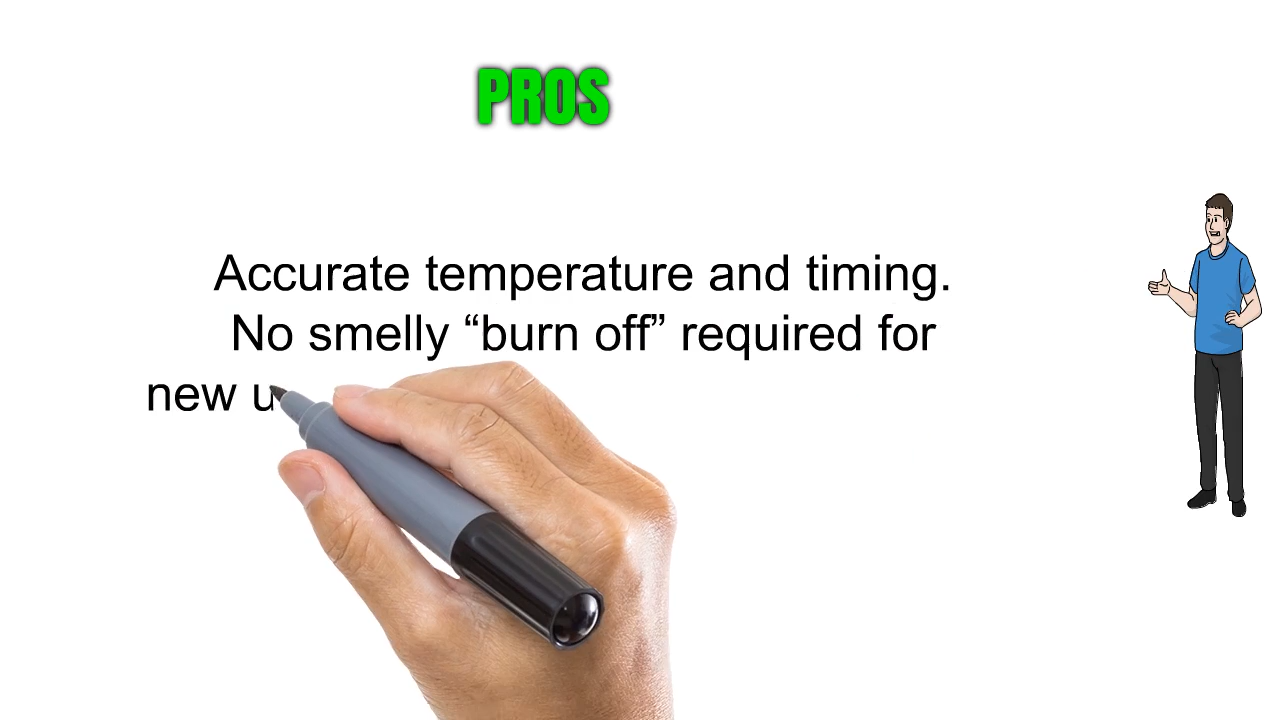 PROS
Accurate temperature and timing.
No smelly “burn off” required for
new u